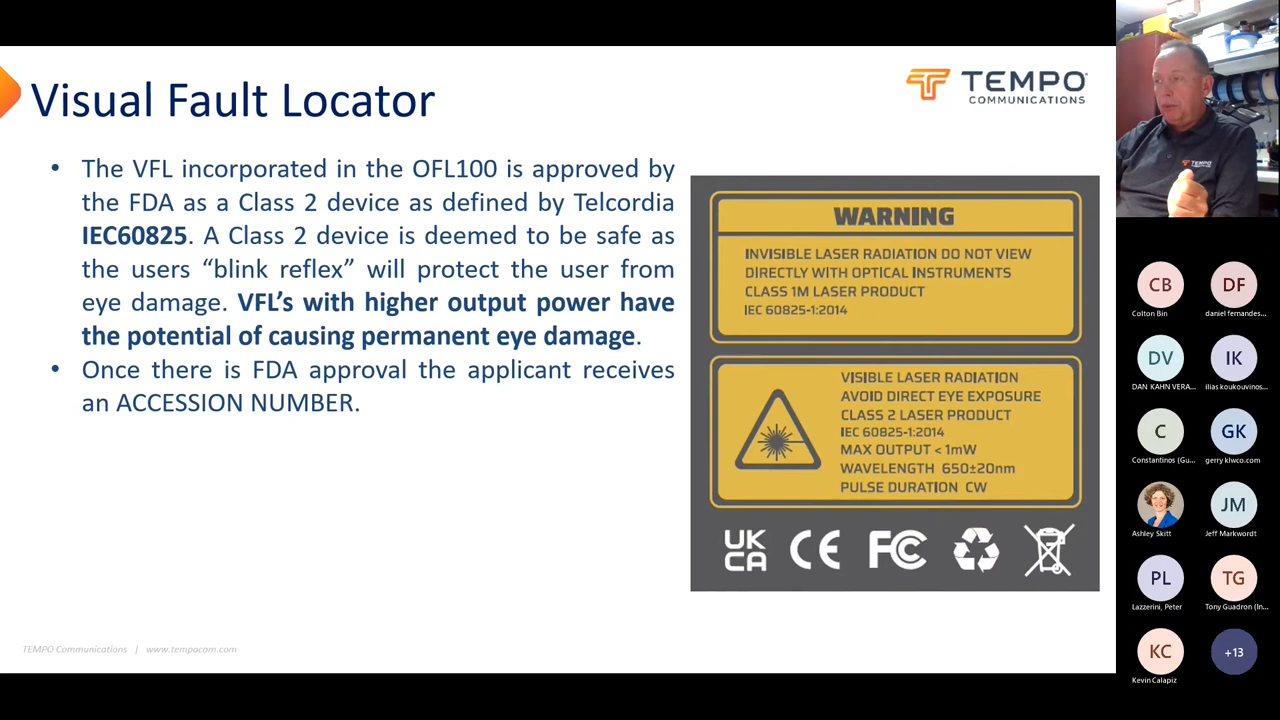 Visual Fault Locator
TEMPO
COMMUNICATIONS
• The VFL incorporated in the OFL100 is approved by
the FDA as a Class 2 device as defined by Telcordia
IEC60825. A Class 2 device is deemed to be safe as
the users “blink reflex” will protect the user from
eye damage. VFL’s with higher output power have
the potential of causing permanent eye damage.
• Once there is FDA approval the applicant receives
an ACCESSION NUMBER.
WARNING
INVISIBLE LASER RADIATION DO NOT VIEW
DIRECTLY WITH OPTICAL INSTRUMENTS
CLASS 1M LASER PRODUCT
IEC 60825-1:2014
VISIBLE LASER RADIATION
AVOID DIRECT EYE EXPOSURE
CLASS 2 LASER PRODUCT
IEC 60825-1:2014
MAX OUTPUT < 1mW
WAVELENGTH 650±20nm
PULSE DURATION CW
UK
CA
CE
FC
TEMPO Communications | www.tempocom.com
TEMPO
CB
Colton Bin
DF
daniel fernandes...
DV
DAN KAHN VERA...
IK
ilias koukouvinos...
C
Constantinos (Gu...
GK
gerry klwco.com
Ashley Skitt
JM
Jeff Markwordt
PL
Lazzerini, Peter
TG
Tony Guadron (In...
KC
Kevin Calapiz
+13